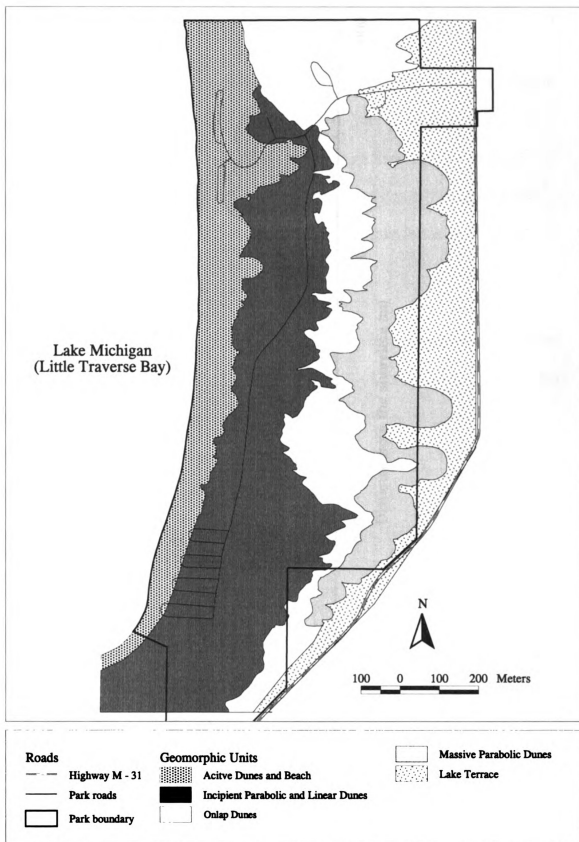 Lake Michigan
(Little Traverse Bay)
N
100 0 100 200 Meters
Roads
Highway M - 31
Park roads
Park boundary
Geomorphic Units
Acitve Dunes and Beach
Incipient Parabolic and Linear Dunes
Onlap Dunes
Massive Parabolic Dunes
Lake Terrace